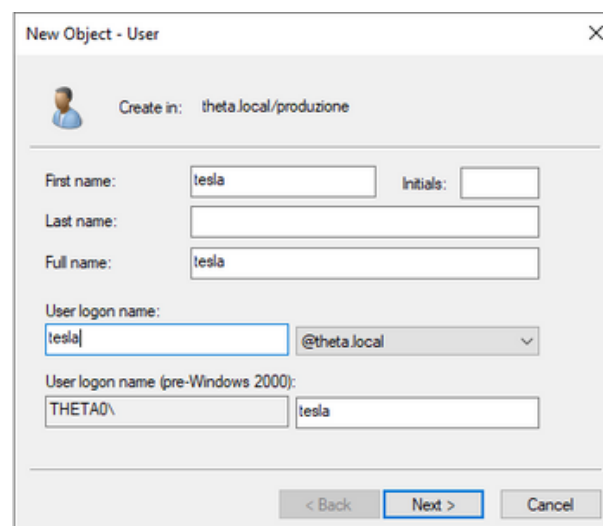 New Object - User
Create in: theta.local/produzione
First name: tesla Initials:
Last name:
Full name: tesla
User logon name:
tesla @theta.local
User logon name (pre-Windows 2000):
THETA0\ tesla
< Back Next > Cancel